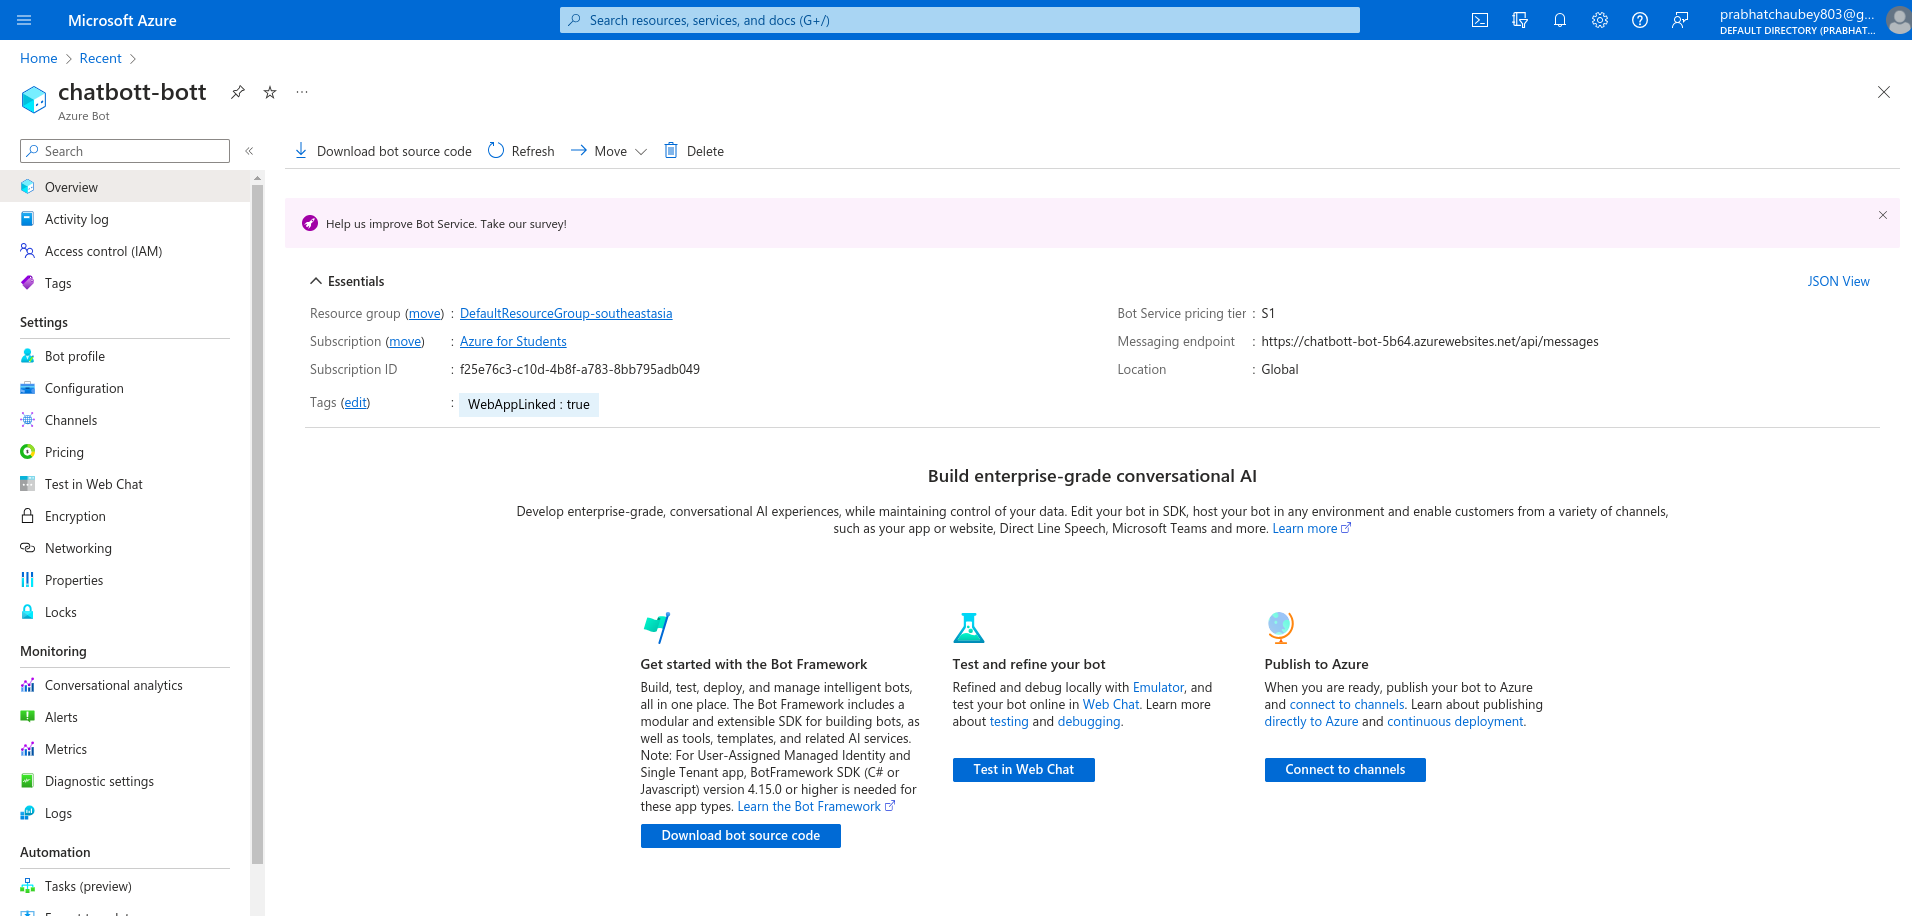 Microsoft Azure
Search resources, services, and docs (G+/)
prabhatchaubey803@g...
DEFAULT DIRECTORY (PRABHAT...
Home > Recent >
chatbott-bott
...
Azure Bot
Search
«
Overview
Activity log
Access control (IAM)
Tags
Settings
Bot profile
Configuration
Channels
Pricing
Test in Web Chat
Encryption
Networking
Properties
Locks
Monitoring
Conversational analytics
Alerts
Metrics
Diagnostic settings
Logs
Automation
Tasks (preview)
Download bot source code
Refresh
Move
Delete
Help us improve Bot Service. Take our survey!
Essentials
JSON View
Resource group (move) : DefaultResourceGroup-southeastasia
Subscription (move) : Azure for Students
Subscription ID : f25e76c3-c10d-4b8f-a783-8bb795adb049
Tags (edit) : WebAppLinked : true
Bot Service pricing tier : S1
Messaging endpoint : https://chatbott-bot-5b64.azurewebsites.net/api/messages
Location : Global
Build enterprise-grade conversational AI
Develop enterprise-grade, conversational AI experiences, while maintaining control of your data. Edit your bot in SDK, host your bot in any environment and enable customers from a variety of channels,
such as your app or website, Direct Line Speech, Microsoft Teams and more. Learn more
Get started with the Bot Framework
Build, test, deploy, and manage intelligent bots,
all in one place. The Bot Framework includes a
modular and extensible SDK for building bots, as
well as tools, templates, and related AI services.
Note: For User-Assigned Managed Identity and
Single Tenant app, BotFramework SDK (C# or
Javascript) version 4.15.0 or higher is needed for
these app types. Learn the Bot Framework
Download bot source code
Test and refine your bot
Refined and debug locally with Emulator, and
test your bot online in Web Chat. Learn more
about testing and debugging.
Test in Web Chat
Publish to Azure
When you are ready, publish your bot to Azure
and connect to channels. Learn about publishing
directly to Azure and continuous deployment.
Connect to channels